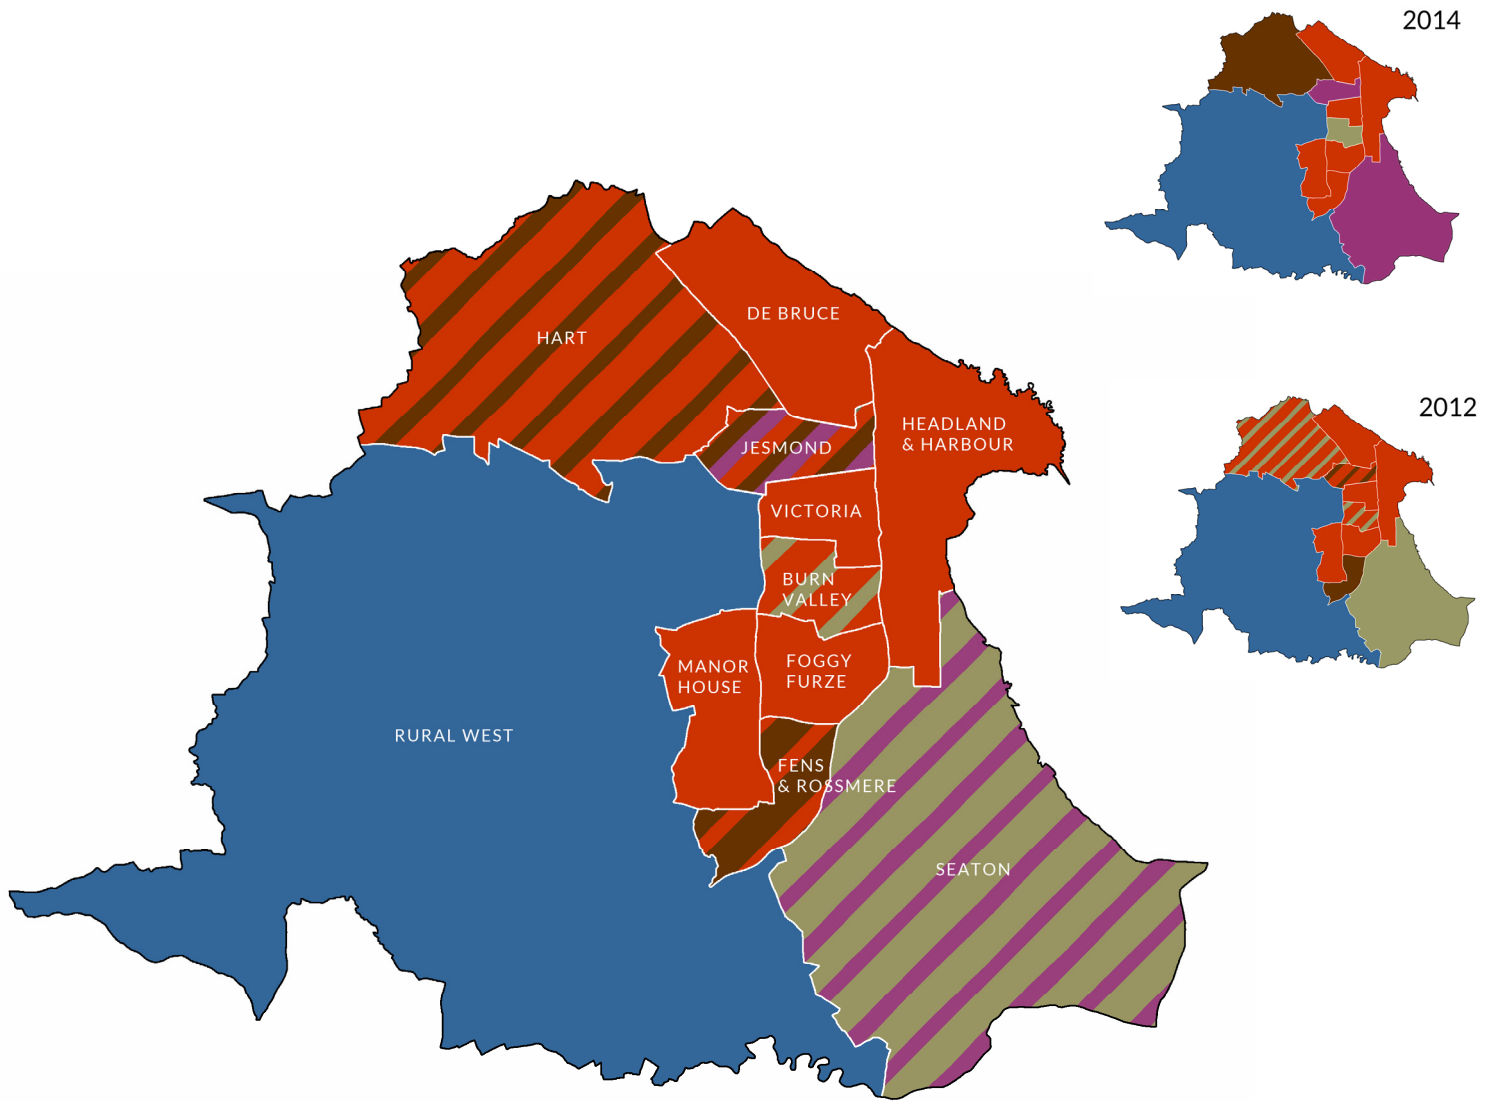 2014
2012
HART
DE BRUCE
HEADLAND
& HARBOUR
JESMOND
VICTORIA
BURN
VALLEY
MANOR
HOUSE
FOGGY
FURZE
RURAL WEST
FENS
& ROSSMERE
SEATON